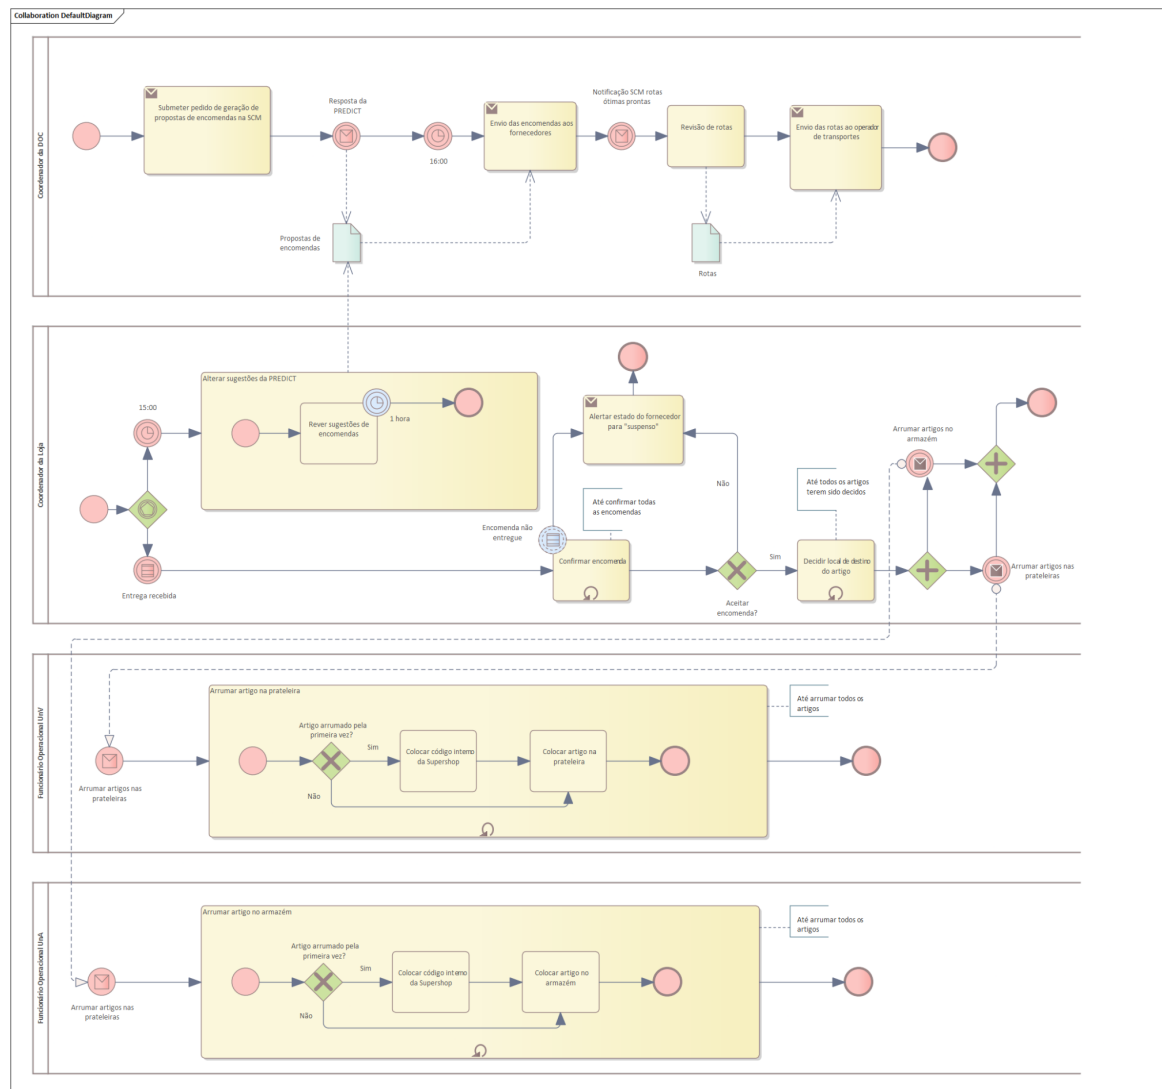 Collaboration DefaultDiagram
Coordenador da DOC
Submeter pedido de geração de
propostas de encomendas na SCM
Resposta da
PREDICT
16:00
Envio das encomendas aos
fornecedores
Notificação SCM rotas
ótimas prontas
Revisão de rotas
Envio das rotas ao operador
de transportes
Propostas de
encomendas
Rotas
Coordenador da Loja
15:00
Alterar sugestões da PREDICT
Rever sugestões de
encomendas
1 hora
Entrega recebida
Alertar estado do fornecedor
para "suspenso"
Encomenda não
entregue
Até confirmar todas
as encomendas
Confirmar encomenda
Não
Sim
Aceitar
encomenda?
Até todos os artigos
terem sido decidos
Decidir local de destino
do artigo
Arrumar artigos no
armazém
Arrumar artigos nas
prateleiras
Funcionário Operacional UnV
Arrumar artigos nas
prateleiras
Arrumar artigo na prateleira
Artigo arrumado pela
primeira vez?
Sim
Não
Colocar código interno
da Supershop
Colocar artigo na
prateleira
Até arrumar todos os
artigos
Funcionário Operacional UnA
Arrumar artigos nas
prateleiras
Arrumar artigo no armazém
Artigo arrumado pela
primeira vez?
Sim
Não
Colocar código interno
da Supershop
Colocar artigo no
armazém
Até arrumar todos os
artigos